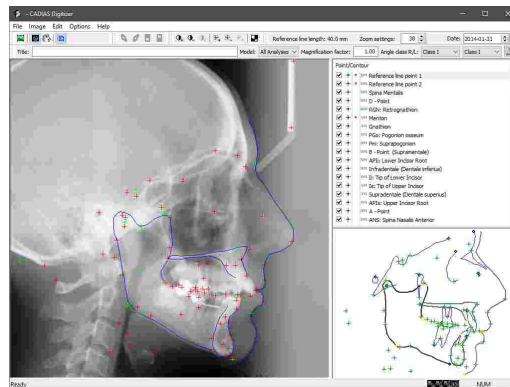 - CADIAS Digitizer
File Image Edit Options Help
Reference line length: 40.0 mm Zoom settings: 38 Date: 2014-01-31
Title: Model: All Analyses Magnification factor: 1.00 Angle class R/L: Class I Class I
Point/Contour
Reference line point 1
Reference line point 2
Spina Mentalis
D - Point
RGN: Retrognathion
Menton
Gnathion
PGo: Pogonion osseum
Pm: Suprapogonion
B - Point (Supramentale)
APIi: Lower Incisor Root
Infradentale (Dentale inferius)
Ii: Tip of Lower Incisor
Is: Tip of Upper Incisor
Supradentale (Dentale superius)
APIs: Upper Incisor Root
A - Point
ANS: Spina Nasalis Anterior
Ready NUM